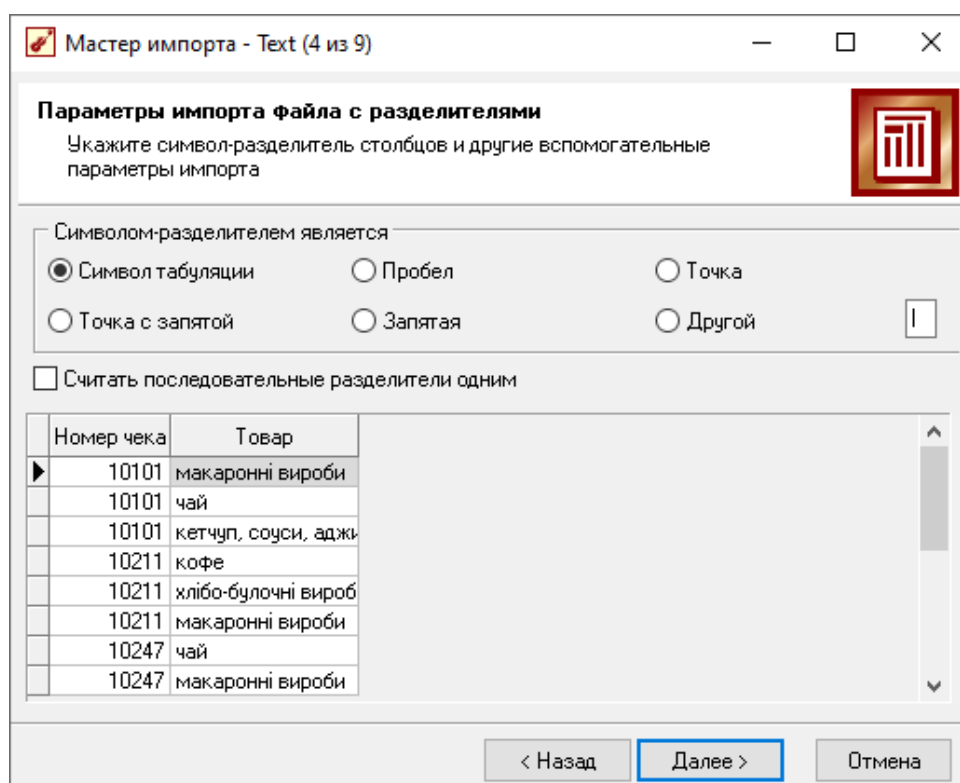 Мастер импорта - Text (4 из 9)
Параметры импорта файла с разделителями
Укажите символ-разделитель столбцов и другие вспомогательные
параметры импорта
Символом-разделителем является
Символ табуляции Пробел Точка
Точка с запятой Запятая Другой |
Считать последовательные разделители одним
Номер чека Товар
10101 макаронні вироби
10101 чай
10101 кетчуп, соуси, аджи
10211 кофе
10211 хлібо-булочні вироб
10211 макаронні вироби
10247 чай
10247 макаронні вироби
< Назад Далее > Отмена